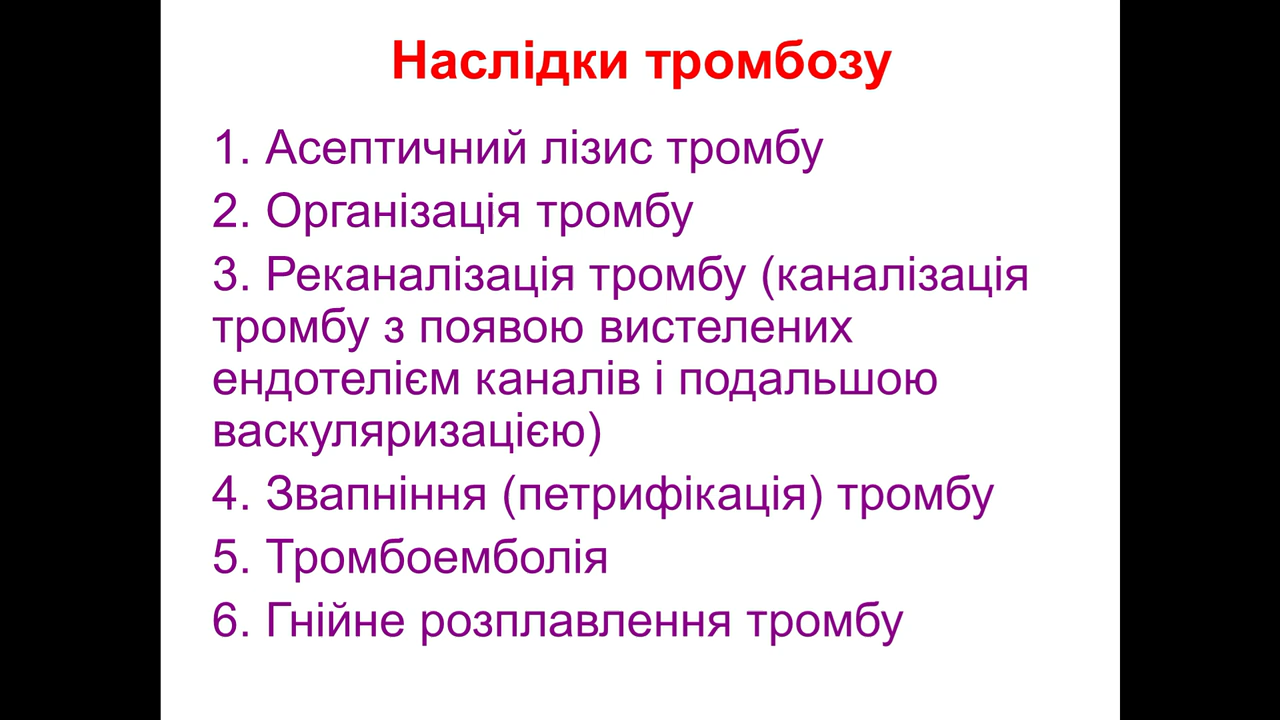 Наслідки тромбозу
1. Асептичний лізис тромбу
2. Організація тромбу
3. Реканалізація тромбу (каналізація
тромбу з появою вистелених
ендотелієм каналів і подальшою
васкуляризацією)
4. Звапніння (петрифікація) тромбу
5. Тромбоемболія
6. Гнійне розплавлення тромбу